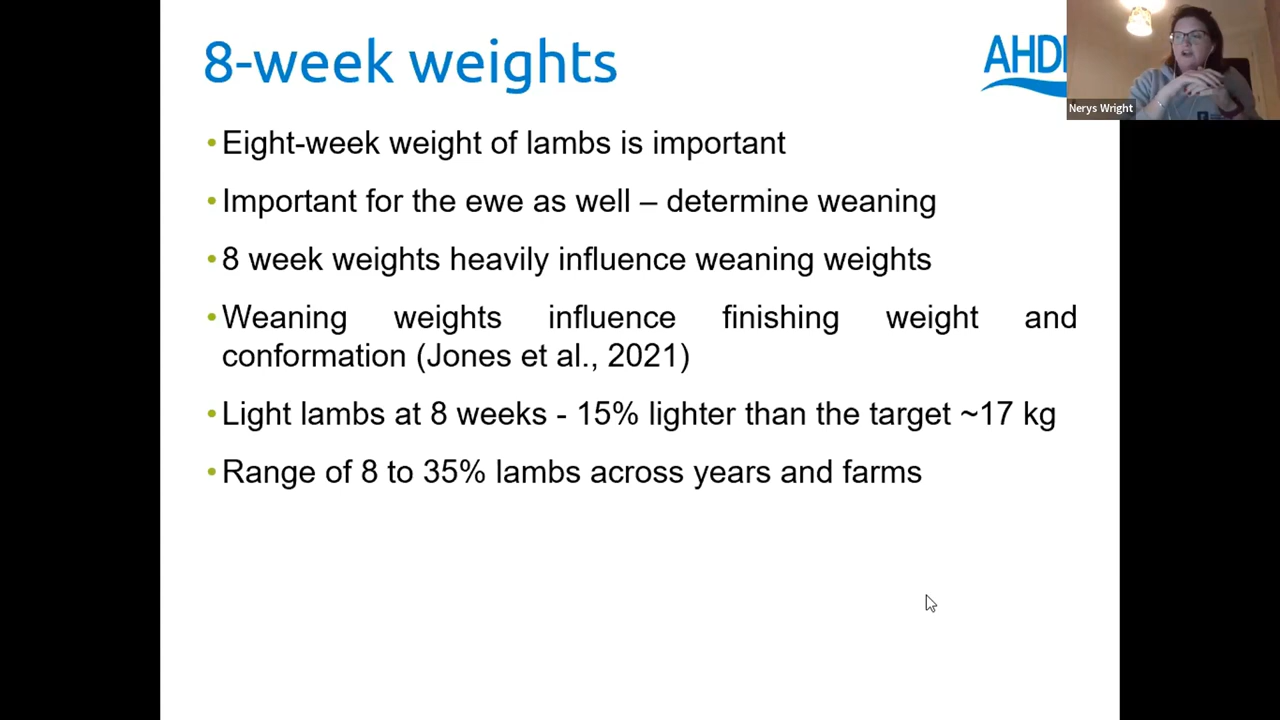 8-week weights
AHD
Nerys Wright
•Eight-week weight of lambs is important
•Important for the ewe as well – determine weaning
•8 week weights heavily influence weaning weights
•Weaning weights influence finishing weight and
conformation (Jones et al., 2021)
•Light lambs at 8 weeks - 15% lighter than the target ~17 kg
•Range of 8 to 35% lambs across years and farms